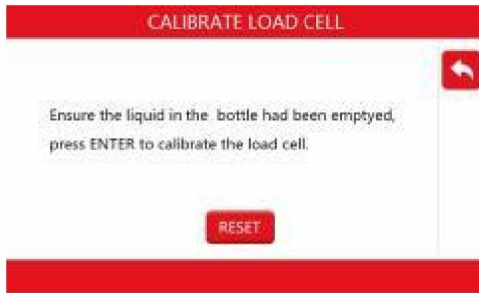 CALIBRATE LOAD CELL
Ensure the liquid in the bottle had been emptyed,
press ENTER to calibrate the load cell.
RESET